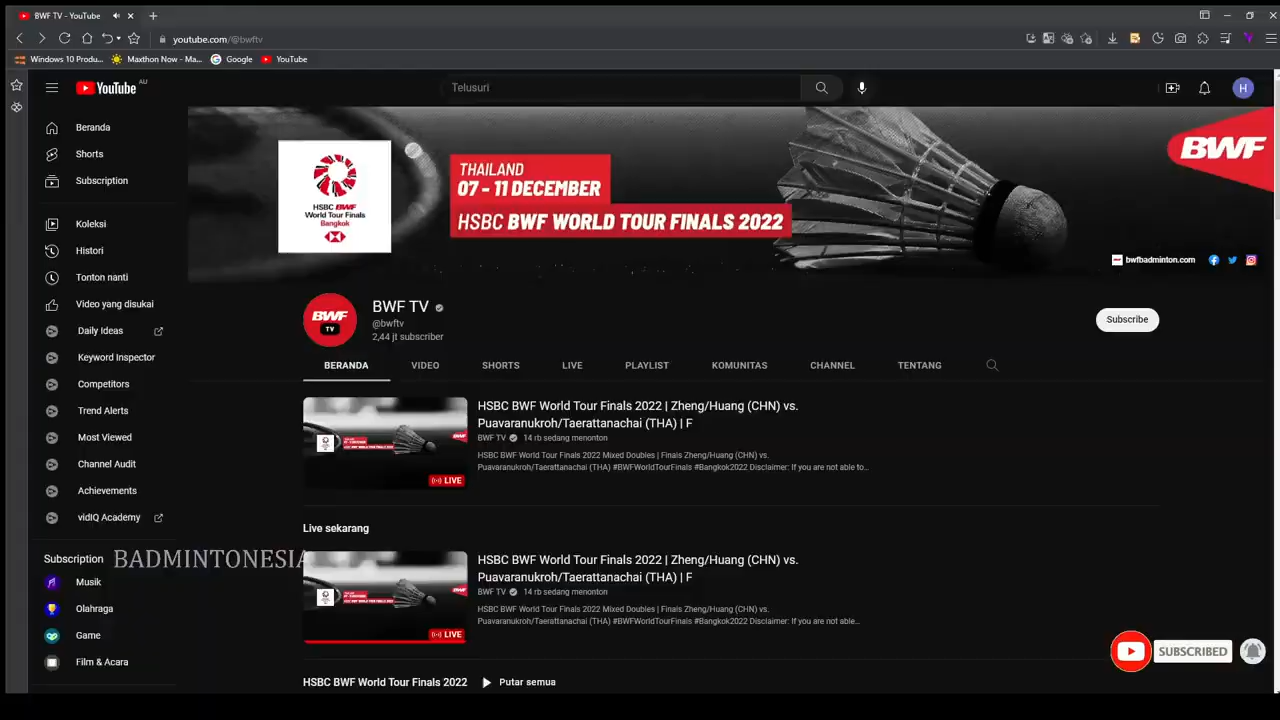 BWF TV - YouTube
youtube.com/@bwftv
Windows 10 Produ...
Maxthon Now - Ma...
Google
YouTube
YouTube AU
Telusuri
H
Beranda
Shorts
Subscription
Koleksi
Histori
Tonton nanti
Video yang disukai
Daily Ideas
Keyword Inspector
Competitors
Trend Alerts
Most Viewed
Channel Audit
Achievements
vidIQ Academy
Subscription
Musik
Olahraga
Game
Film & Acara
BADMINTONESIA
HSBC BWF
World Tour Finals
Bangkok
THAILAND
07 - 11 DECEMBER
HSBC BWF WORLD TOUR FINALS 2022
BWF
bwfbadminton.com
BWF
TV
BWF TV
@bwftv
2,44 jt subscriber
Subscribe
BERANDA
VIDEO
SHORTS
LIVE
PLAYLIST
KOMUNITAS
CHANNEL
TENTANG
LIVE
HSBC BWF World Tour Finals 2022 | Zheng/Huang (CHN) vs.
Puavaranukroh/Taerattanachai (THA) | F
BWF TV 14 rb sedang menonton
HSBC BWF World Tour Finals 2022 Mixed Doubles | Finals Zheng/Huang (CHN) vs.
Puavaranukroh/Taerattanachai (THA) #BWFWorldTourFinals #Bangkok2022 Disclaimer: If you are not able to...
Live sekarang
LIVE
HSBC BWF World Tour Finals 2022 | Zheng/Huang (CHN) vs.
Puavaranukroh/Taerattanachai (THA) | F
BWF TV 14 rb sedang menonton
HSBC BWF World Tour Finals 2022 Mixed Doubles | Finals Zheng/Huang (CHN) vs.
Puavaranukroh/Taerattanachai (THA) #BWFWorldTourFinals #Bangkok2022 Disclaimer: If you are not able...
HSBC BWF World Tour Finals 2022
Putar semua
SUBSCRIBED